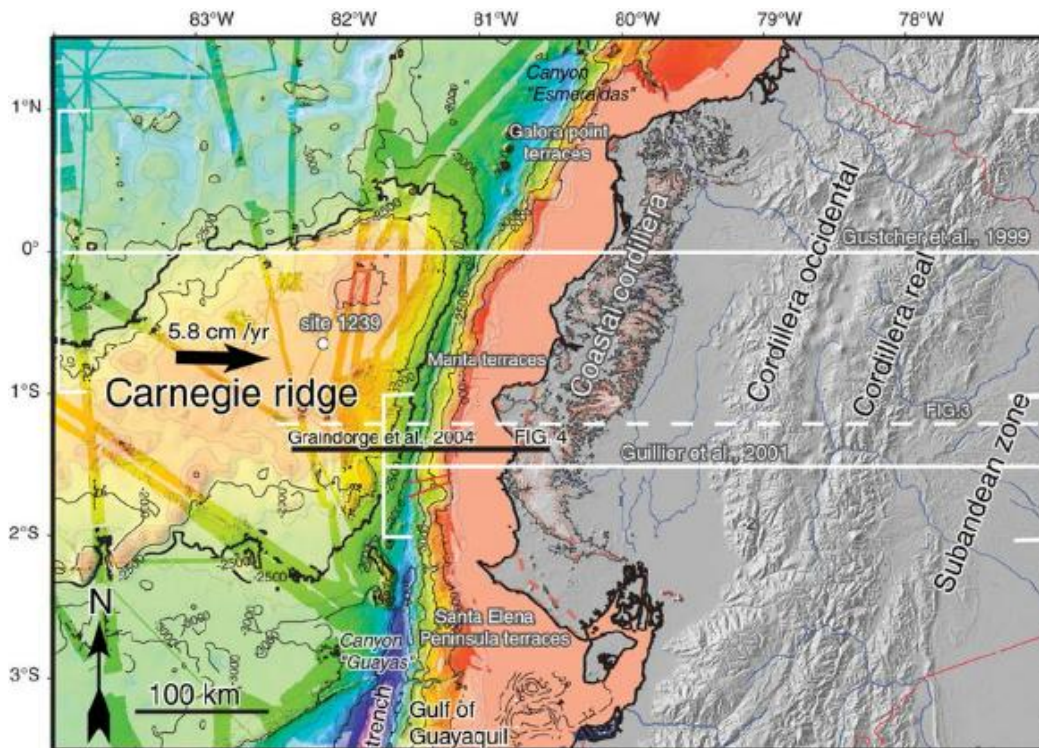 83°W 82°W 81°W 80°W 79°W 78°W
Canyon
"Esmeraldas"
1°N
Galora point
terraces
Coastal cordillera
Cordillera occidental
Cordillera real
0°
Gustcher et al., 1999
site 1239
5.8 cm /yr
Manta terraces
1°S
Carnegie ridge
FIG.3
Graindorge et al., 2004 FIG. 4
Guillier et al., 2001
Subandean zone
2°S
-2500
-2500
N
Santa Elena
Peninsula terraces
Canyon
"Guayas"
3°S
100 km
trench
Gulf of
Guayaquil